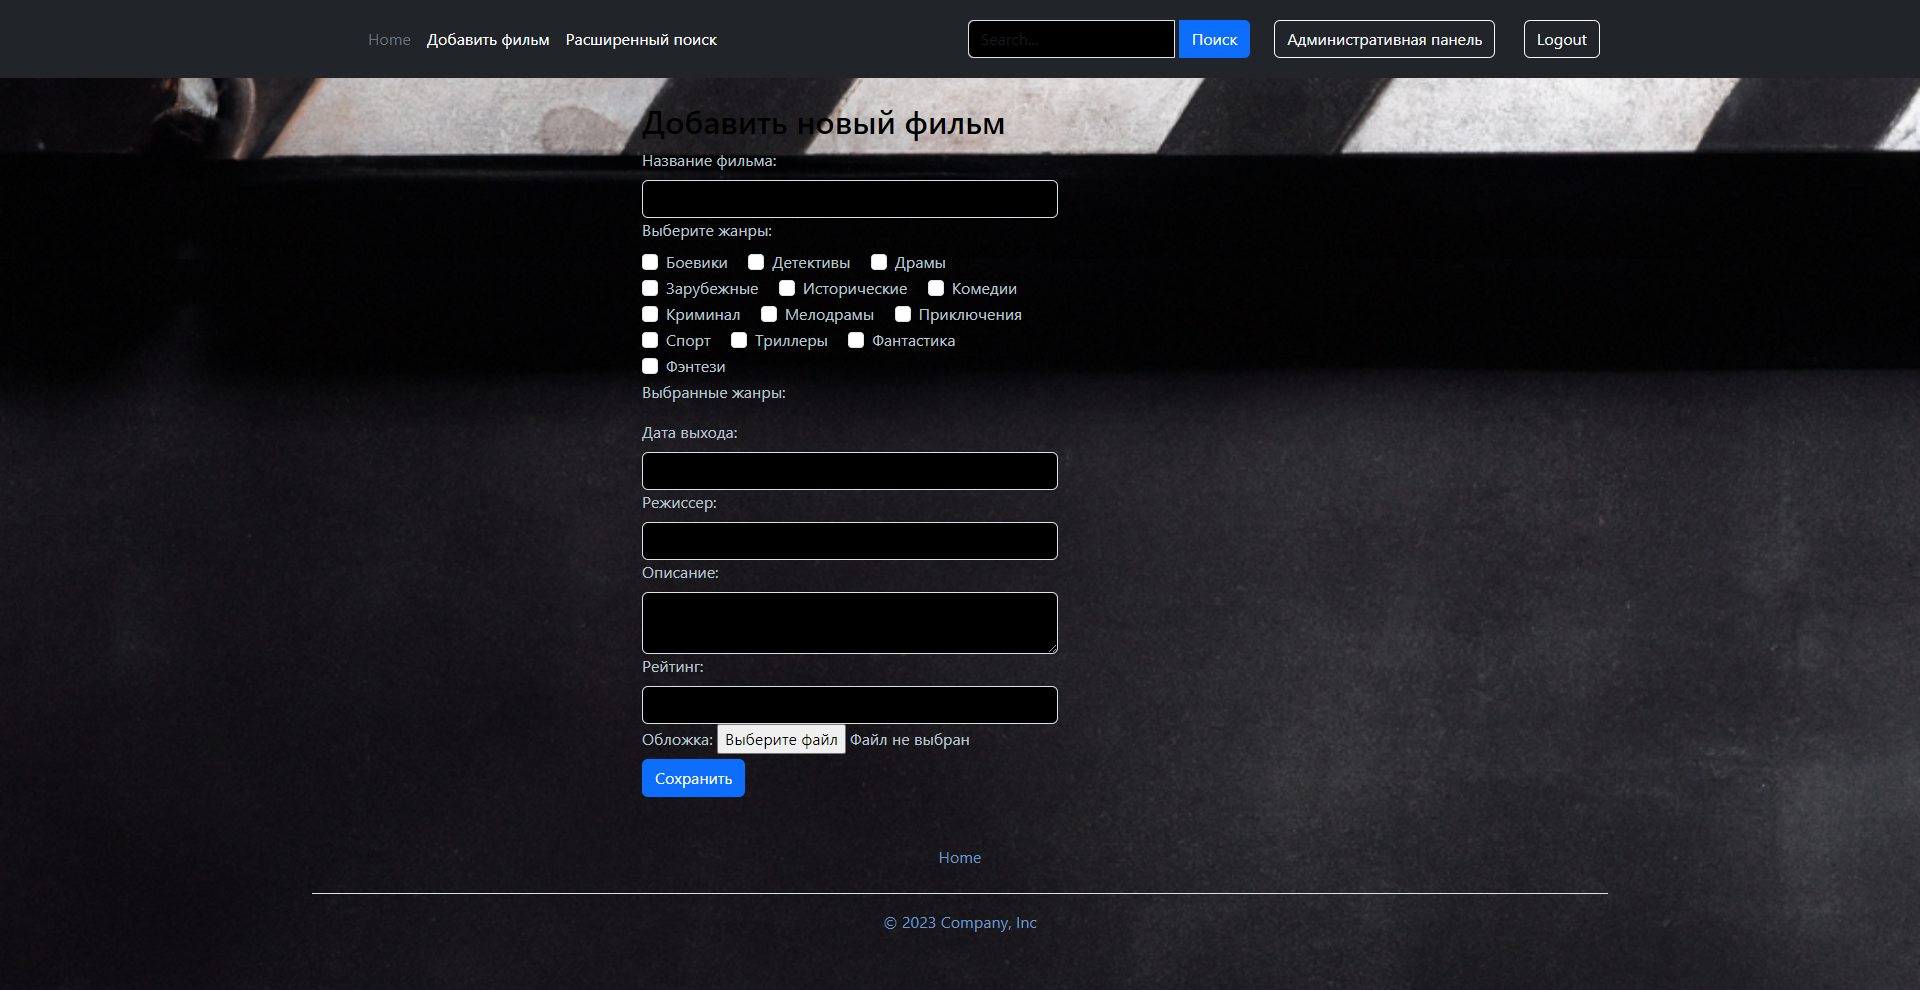 Home Добавить фильм Расширенный поиск Search... Поиск Административная панель Logout
Добавить новый фильм
Название фильма:
Выберите жанры:
Боевики Детективы Драмы
Зарубежные Исторические Комедии
Криминал Мелодрамы Приключения
Спорт Триллеры Фантастика
Фэнтези
Выбранные жанры:
Дата выхода:
Режиссер:
Описание:
Рейтинг:
Обложка: Выберите файл Файл не выбран
Сохранить
Home
© 2023 Company, Inc